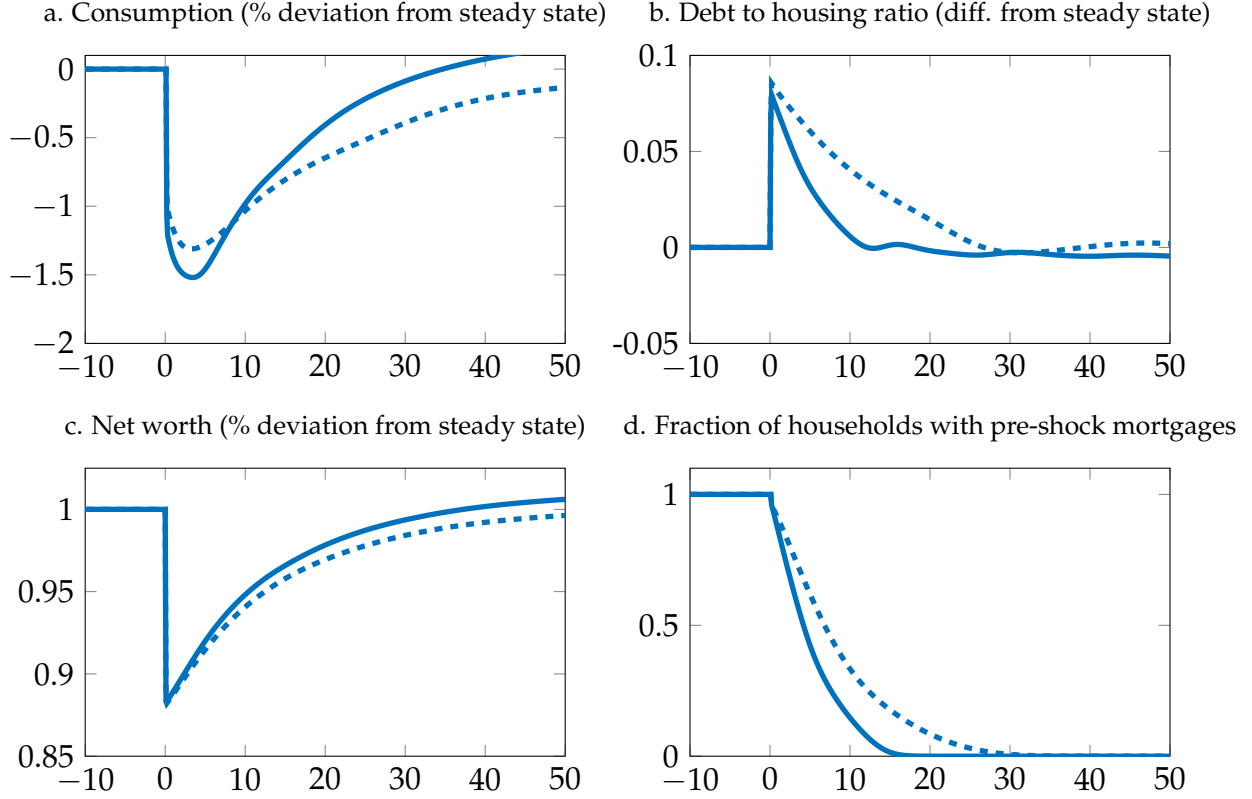 a. Consumption (% deviation from steady state)
b. Debt to housing ratio (diff. from steady state)
0
−0.5
−1
−1.5
−2
−10 0 10 20 30 40 50
0.1
0.05
0
-0.05
−10 0 10 20 30 40 50
c. Net worth (% deviation from steady state)
d. Fraction of households with pre-shock mortgages
1
0.95
0.9
0.85
−10 0 10 20 30 40 50
1
0.5
0
−10 0 10 20 30 40 50